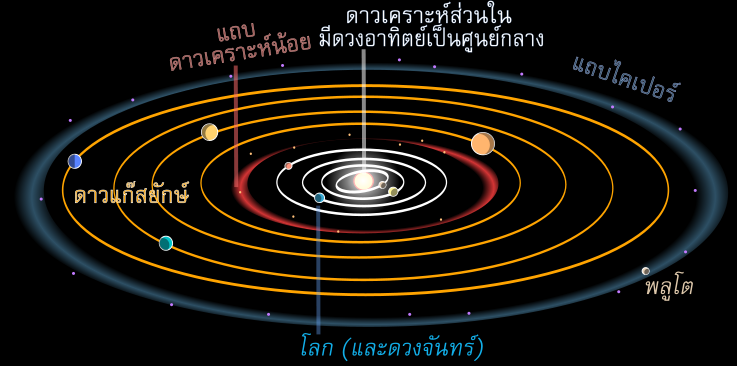 ดาวเคราะห์ส่วนใน
มีดวงอาทิตย์เป็นศูนย์กลาง
แถบ
ดาวเคราะห์น้อย
แถบไคเปอร์
ดาวแก๊สยักษ์
พลูโต
โลก (และดวงจันทร์)